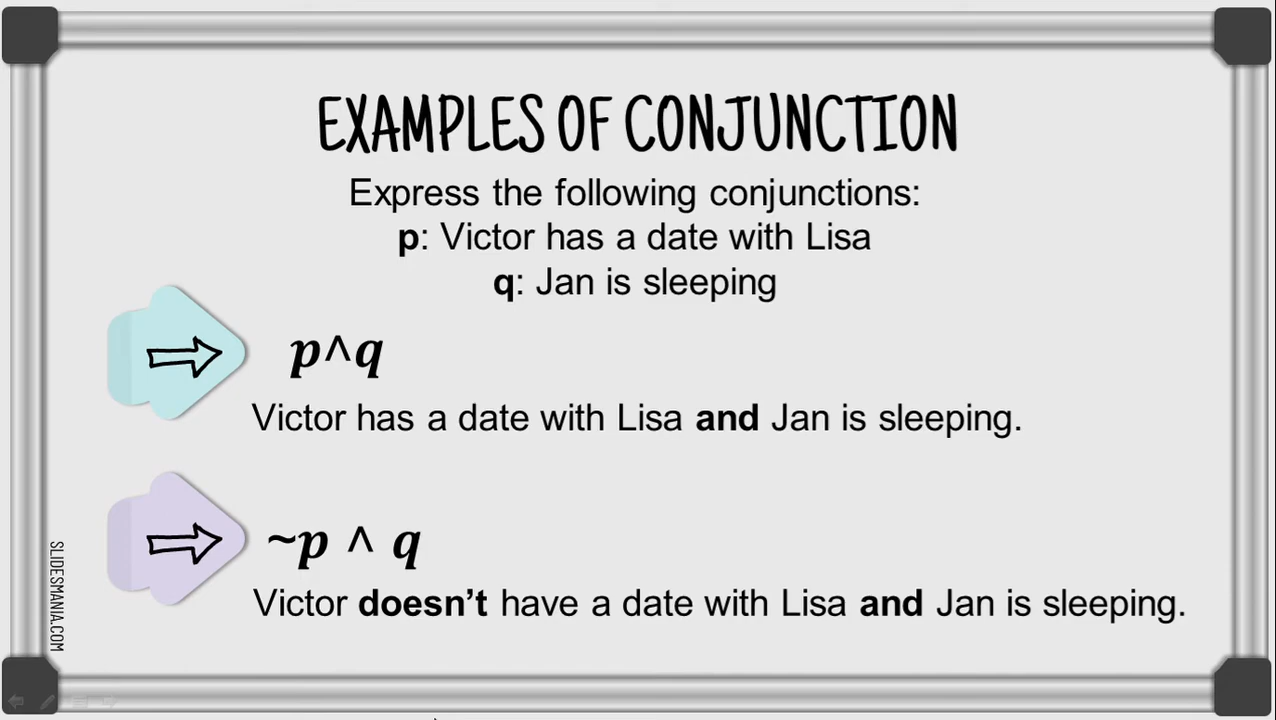 EXAMPLES OF CONJUNCTION
Express the following conjunctions:
p: Victor has a date with Lisa
q: Jan is sleeping
p^q
Victor has a date with Lisa and Jan is sleeping.
~p ^ q
Victor doesn’t have a date with Lisa and Jan is sleeping.
SLIDESMANIA.COM